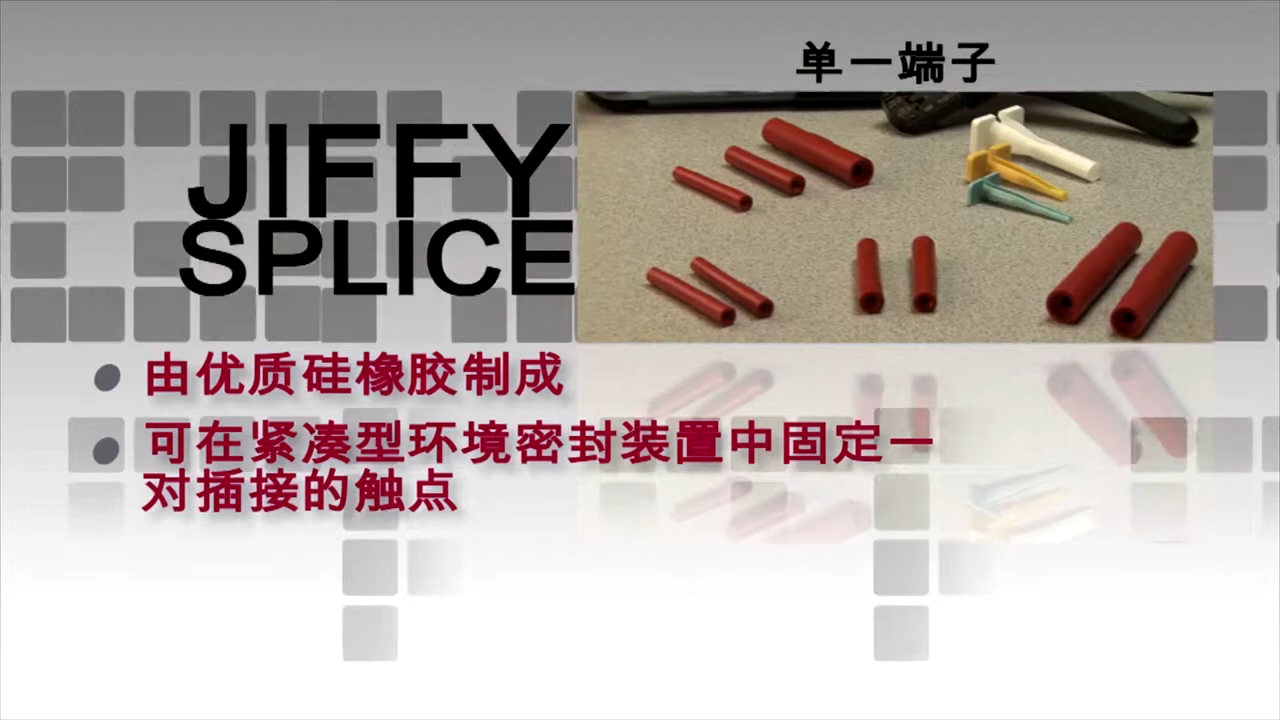 单一端子
JIFFY
SPLICE
由优质硅橡胶制成
可在紧凑型环境密封装置中固定一
对插接的触点